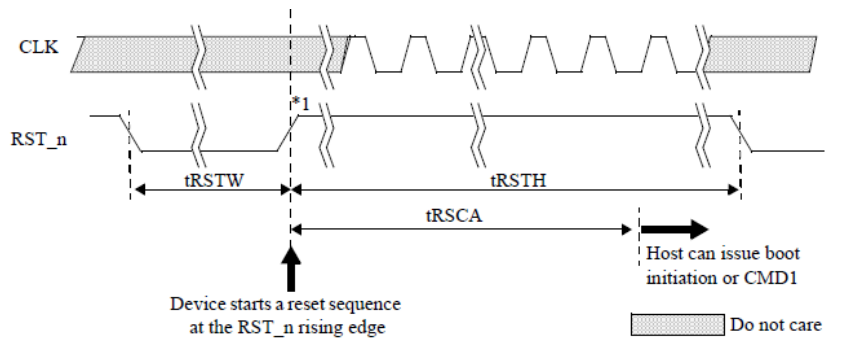 CLK
*1
RST_n
tRSTW
tRSTH
tRSCA
Host can issue boot
initiation or CMD1
Device starts a reset sequence
at the RST_n rising edge
Do not care